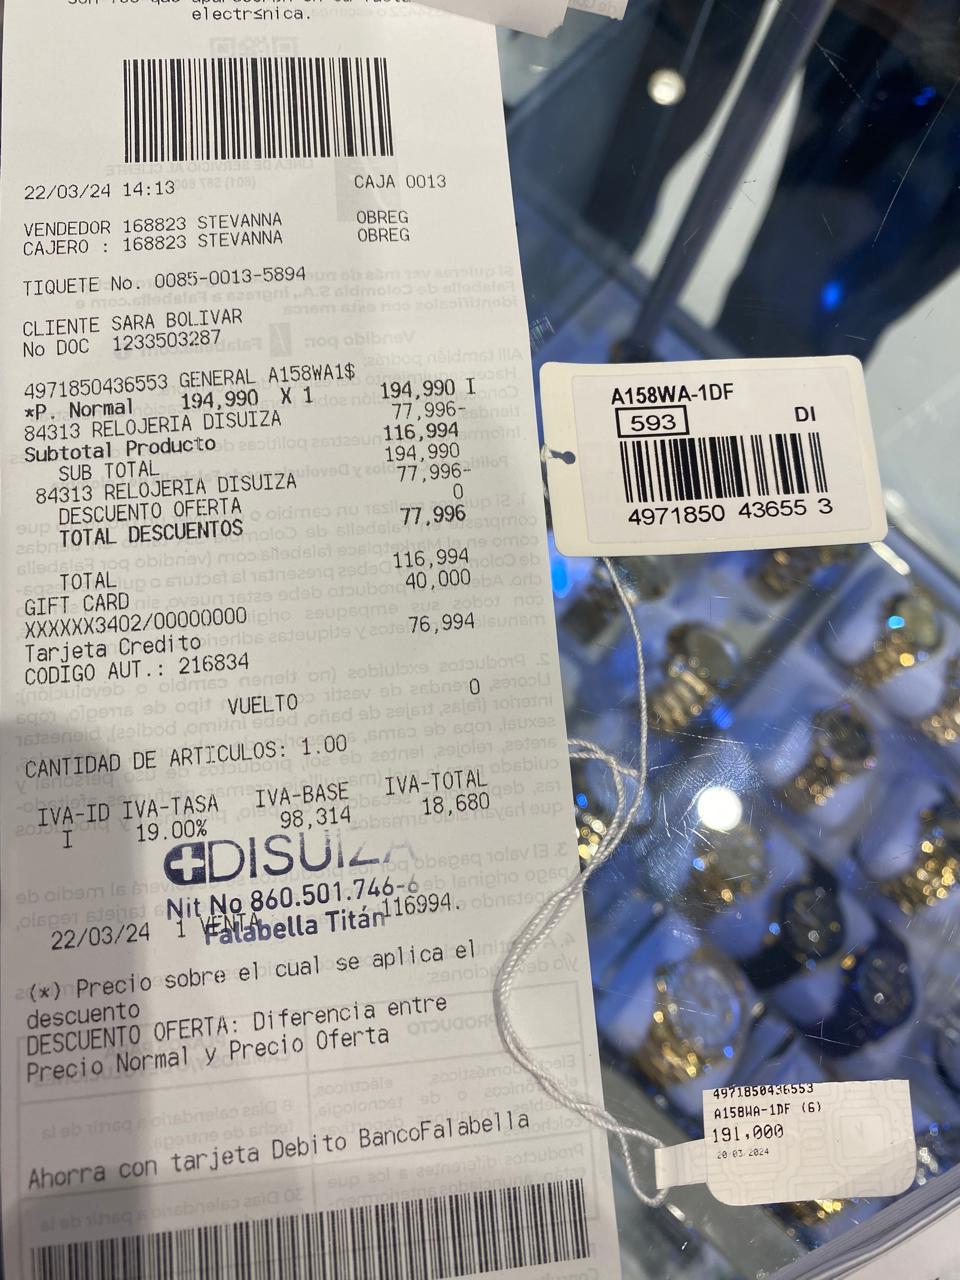 electrsnica.
22/03/24 14:13 CAJA 0013
VENDEDOR 168823 STEVANNA OBREG
CAJERO : 168823 STEVANNA OBREG
TIQUETE No. 0085-0013-5894
CLIENTE SARA BOLIVAR
No DOC 1233503287
4971850436553 GENERAL A158WA1$
*P. Normal 194,990 X 1 194,990 I
84313 RELOJERIA DISUIZA 77,996-
Subtotal Producto 116,994
SUB TOTAL 194,990
84313 RELOJERIA DISUIZA 77,996-
DESCUENTO OFERTA 0
TOTAL DESCUENTOS 77,996
TOTAL 116,994
GIFT CARD 40,000
XXXXXX3402/00000000
Tarjeta Credito 76,994
CODIGO AUT.: 216834
VUELTO 0
CANTIDAD DE ARTICULOS: 1.00
IVA-ID IVA-TASA IVA-BASE IVA-TOTAL
I 19.00% 98,314 18,680
DISUIZA
Nit No 860.501.746-6
22/03/24 1 VENTA 116994.
Falabella Titán
(*) Precio sobre el cual se aplica el
descuento
DESCUENTO OFERTA: Diferencia entre
Precio Normal y Precio Oferta
Ahorra con tarjeta Debito BancoFalabella
A158WA-1DF
593 DI
4971850 43655 3
4971850436553
A158WA-1DF (6)
191,000
20 03 2024